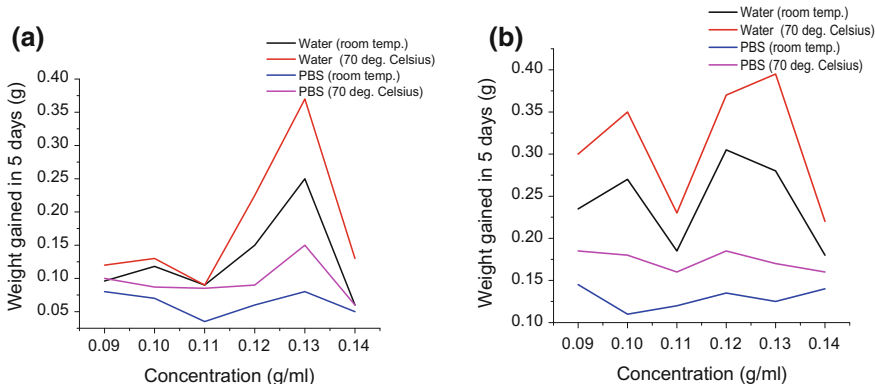 (a)
Water (room temp.)
Water (70 deg. Celsius)
PBS (room temp.)
PBS (70 deg. Celsius)
Weight gained in 5 days (g)
0.40
0.35
0.30
0.25
0.20
0.15
0.10
0.05
0.09 0.10 0.11 0.12 0.13 0.14
Concentration (g/ml)
(b)
Water (room temp.)
Water (70 deg. Celsius)
PBS (room temp.)
PBS (70 deg. Celsius)
Weight gained in 5 days (g)
0.40
0.35
0.30
0.25
0.20
0.15
0.10
0.09 0.10 0.11 0.12 0.13 0.14
Concentration (g/ml)